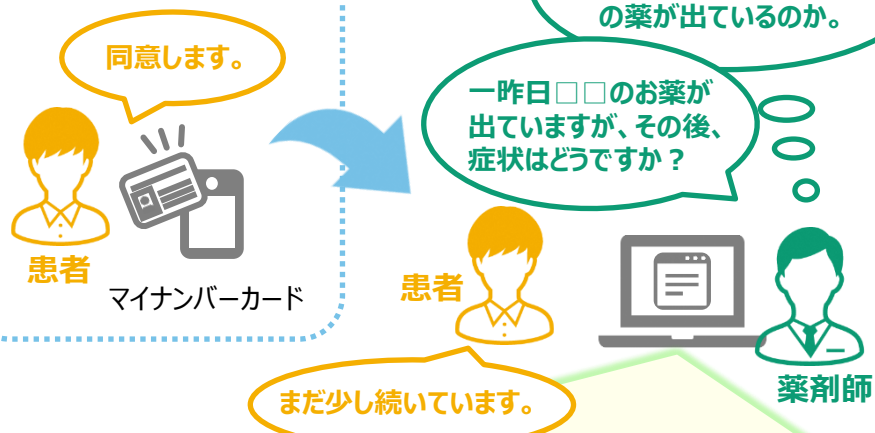 同意します。
患者
マイナンバーカード
の薬が出ているのか。
一昨日□□のお薬が
出ていますが、その後、
症状はどうですか？
患者
薬剤師
まだ少し続いています。